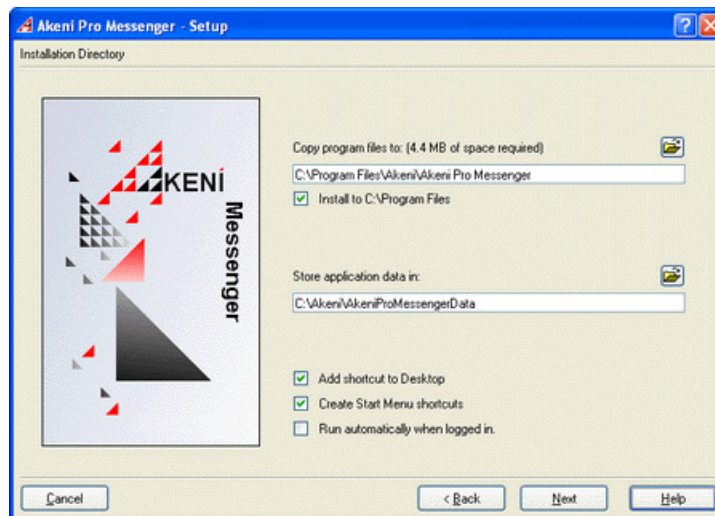 Akeni Pro Messenger - Setup
Installation Directory
AKENI
Messenger
Copy program files to: (4.4 MB of space required)
C:\Program Files\Akeni\Akeni Pro Messenger
Install to C:\Program Files
Store application data in:
C:\Akeni\AkeniProMessengerData
Add shortcut to Desktop
Create Start Menu shortcuts
Run automatically when logged in.
Cancel
< Back
Next
Help